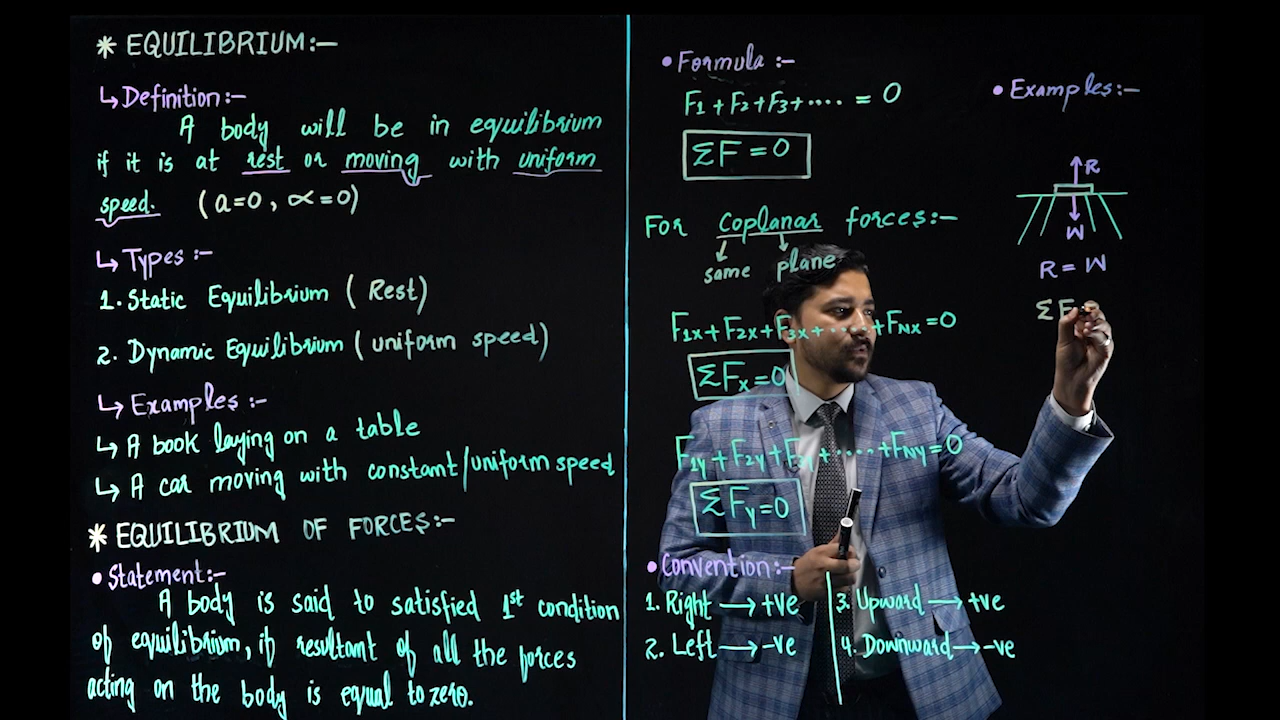 * EQUILIBRIUM:-
↳ Definition:-
A body will be in equilibrium
if it is at rest or moving with uniform
speed. (a=0, α=0)
↳ Types:-
1. Static Equilibrium (Rest)
2. Dynamic Equilibrium (uniform speed)
↳ Examples:-
↳ A book laying on a table
↳ A car moving with constant/uniform speed
* EQUILIBRIUM OF FORCES:-
• Statement:-
A body is said to satisfied 1st condition
of equilibrium, if resultant of all the forces
acting on the body is equal to zero.
• Formula:-
F1 + F2 + F3 + .... = 0
ΣF = 0
For Coplanar forces:-
same plane
F1x + F2x + F3x + .... + FNx = 0
ΣFx = 0
F1y + F2y + F3y + .... + FNy = 0
ΣFy = 0
• Convention:-
1. Right → +ve
2. Left → -ve
3. Upward → +ve
4. Downward → -ve
• Examples:-
R
W
R = W
ΣF